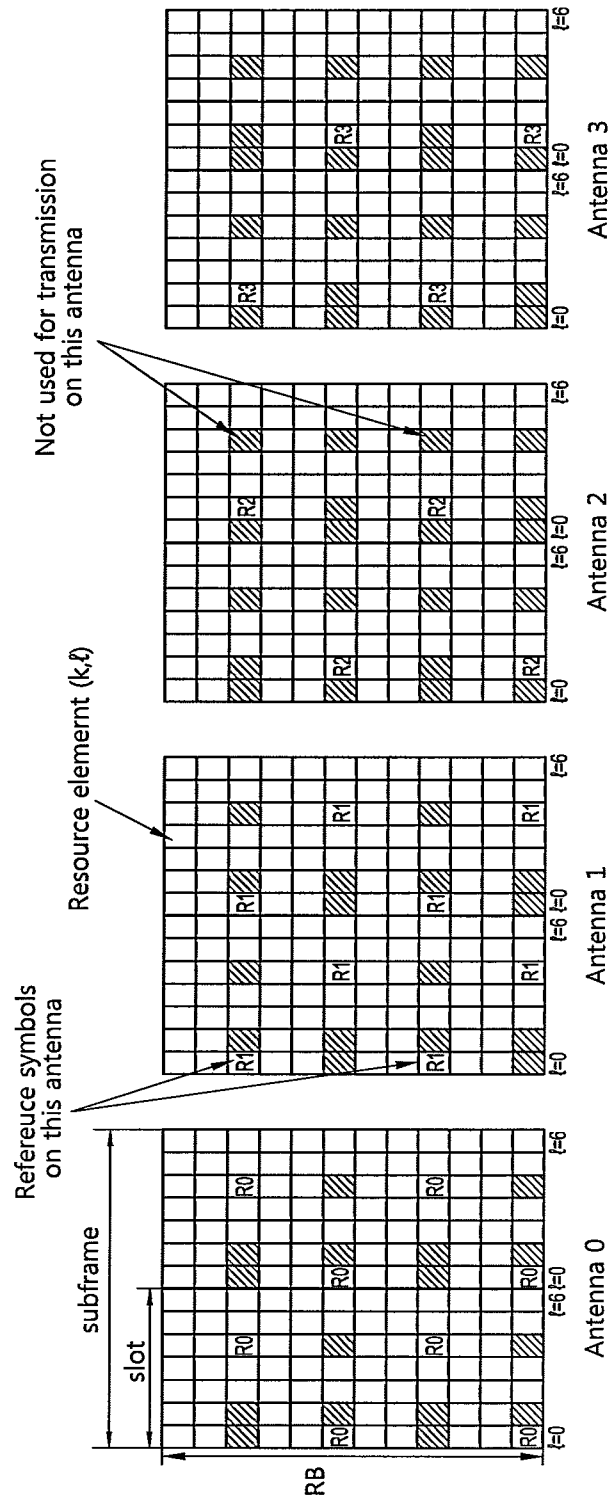 Not used for transmission
on this antenna
Refereuce symbols
on this antenna
Resource elemernt (k,ℓ)
subframe
slot
RB
R0 R0 R1 R1 R2 R3
R0 R0 R1 R1 R2 R3
R0 R0 R1 R1 R2 R3
R0 R0 R1 R1 R2 R3
ℓ=0 ℓ=6 ℓ=0 ℓ=6 ℓ=0 ℓ=6 ℓ=0 ℓ=6 ℓ=0 ℓ=6 ℓ=0 ℓ=6 ℓ=0 ℓ=6 ℓ=0 ℓ=6
Antenna 0 Antenna 1 Antenna 2 Antenna 3